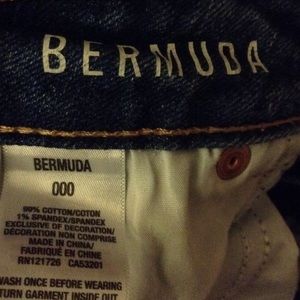 BERMUDA
BERMUDA
000
99% COTTON/COTON
1% SPANDEX/SPANDEX
EXCLUSIVE OF DECORATION/
DÉCORATION NON COMPRISE
MADE IN CHINA/
FABRIQUÉ EN CHINE
RN121726 CA53201
WASH ONCE BEFORE WEARING
TURN GARMENT INSIDE OUT